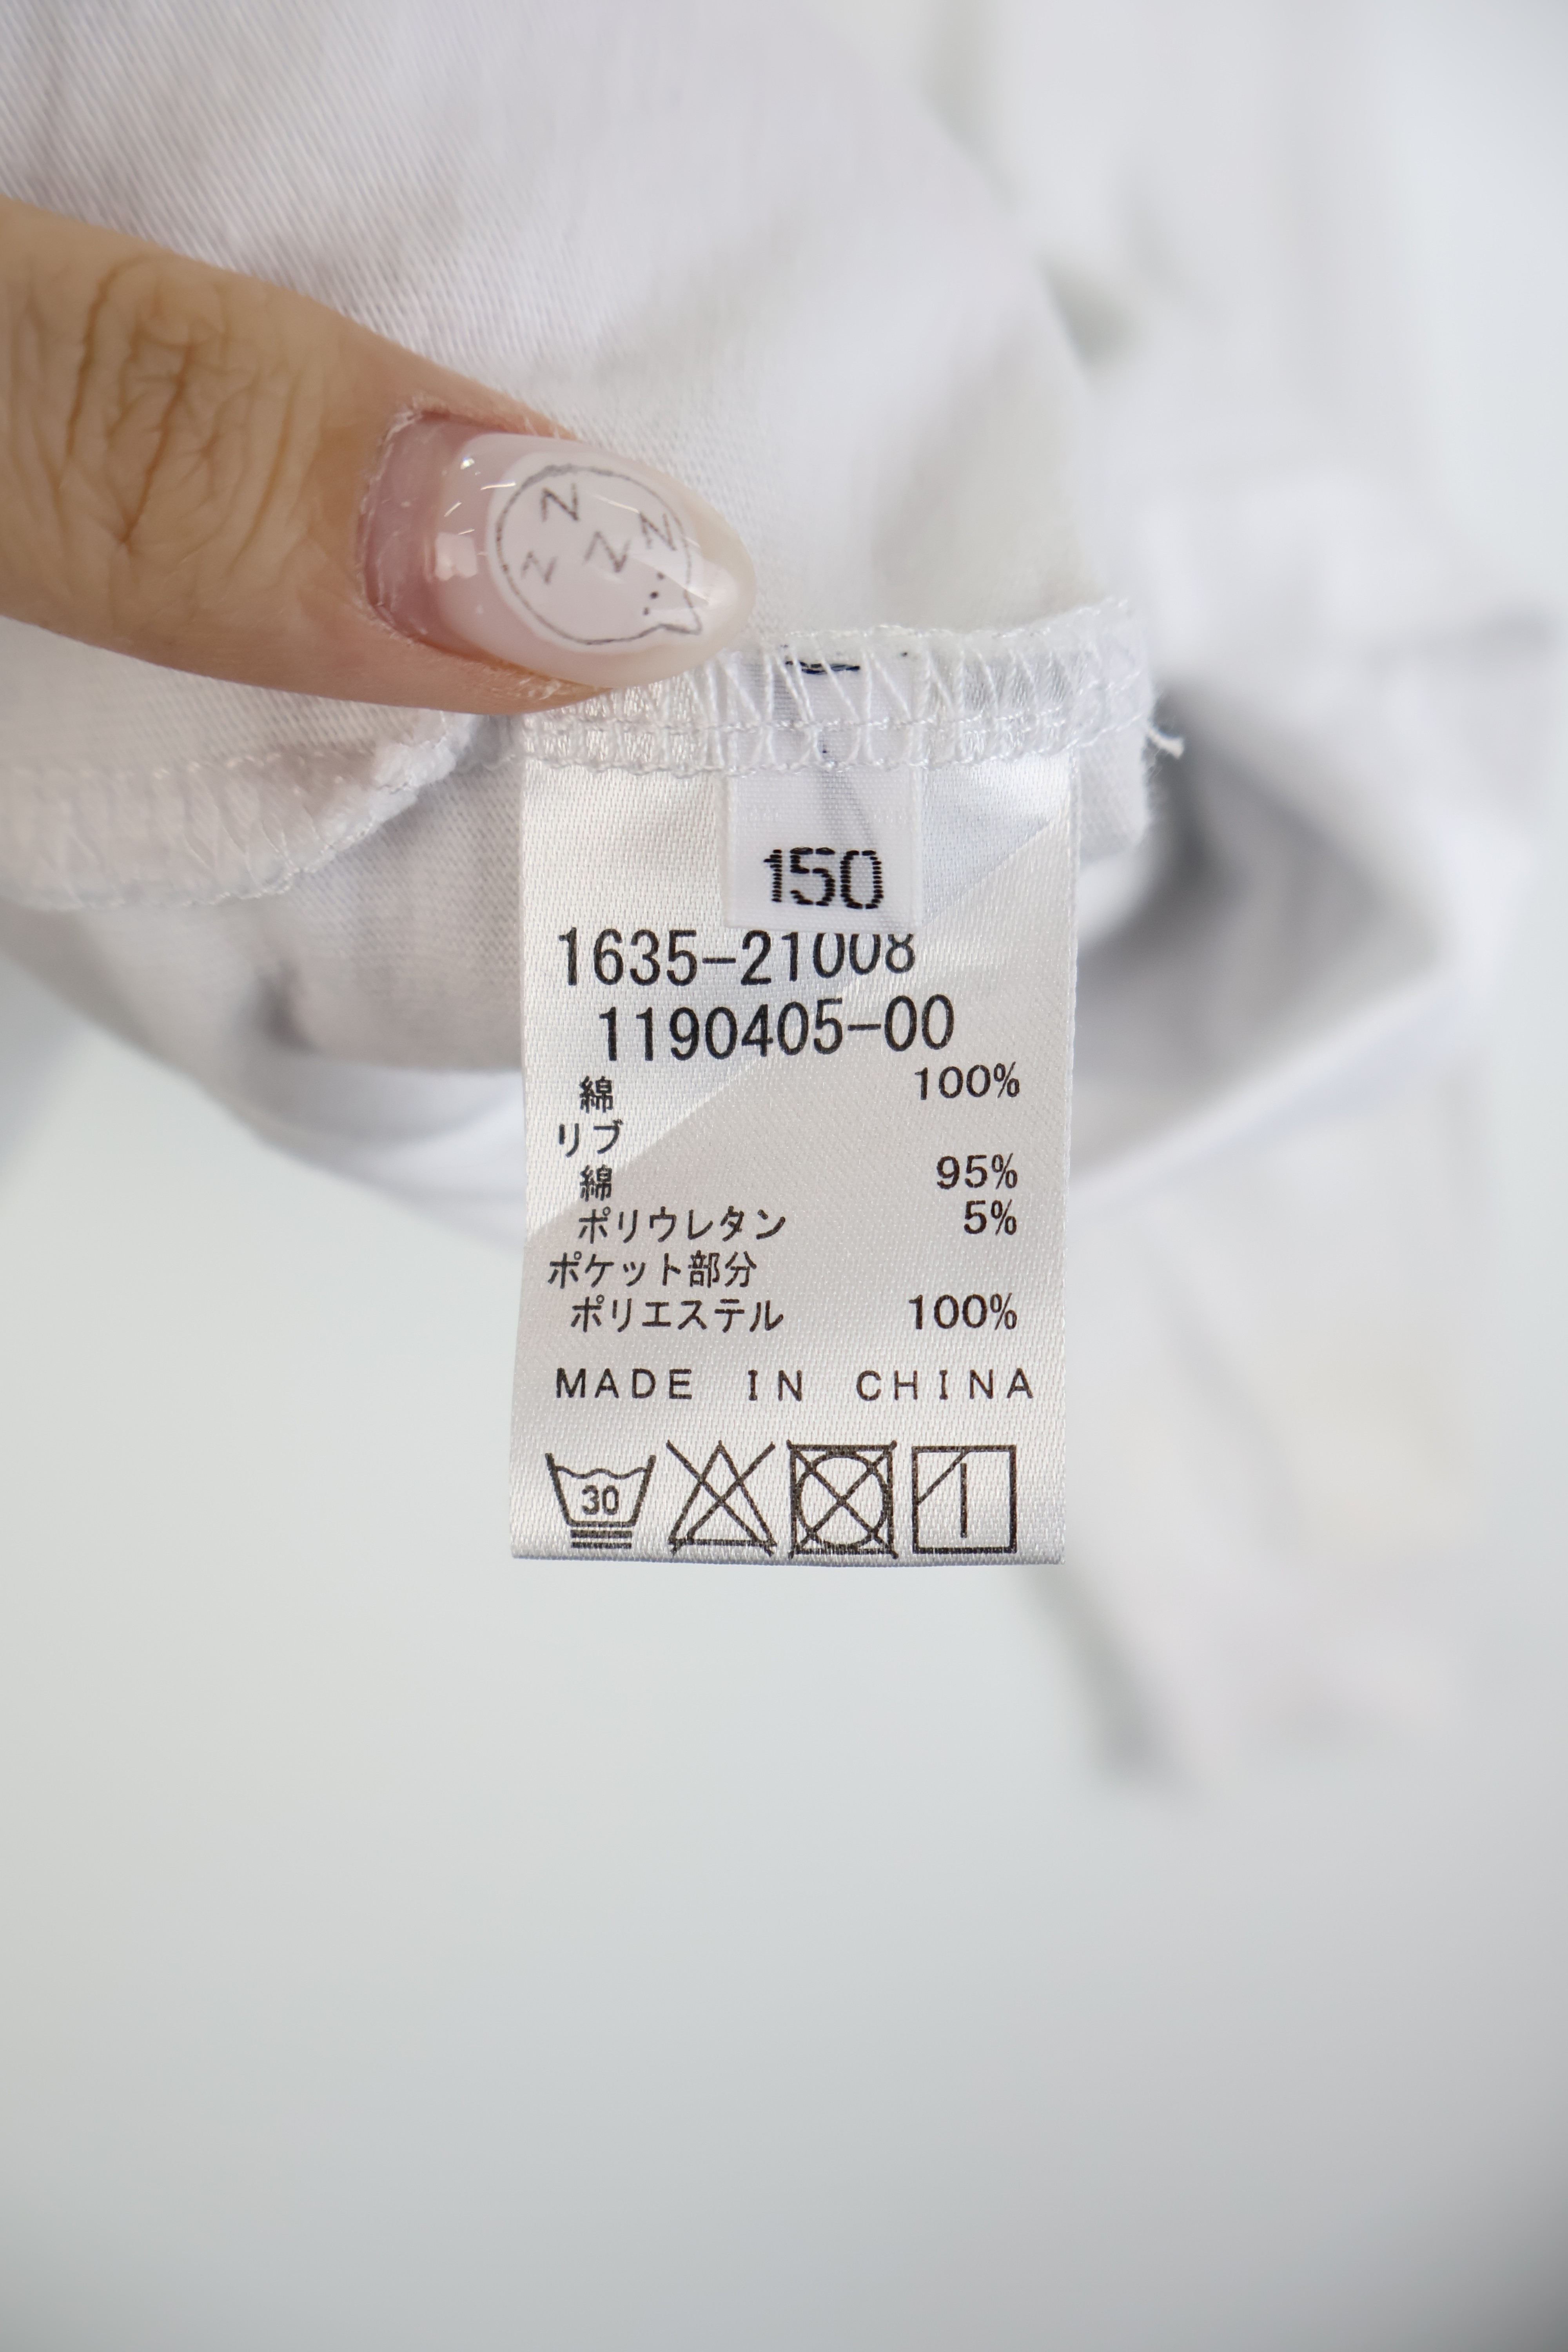 N
N
N
N
150
1635-21008
1190405-00
綿 100%
リブ
綿 95%
ポリウレタン 5%
ポケット部分
ポリエステル 100%
MADE IN CHINA
30